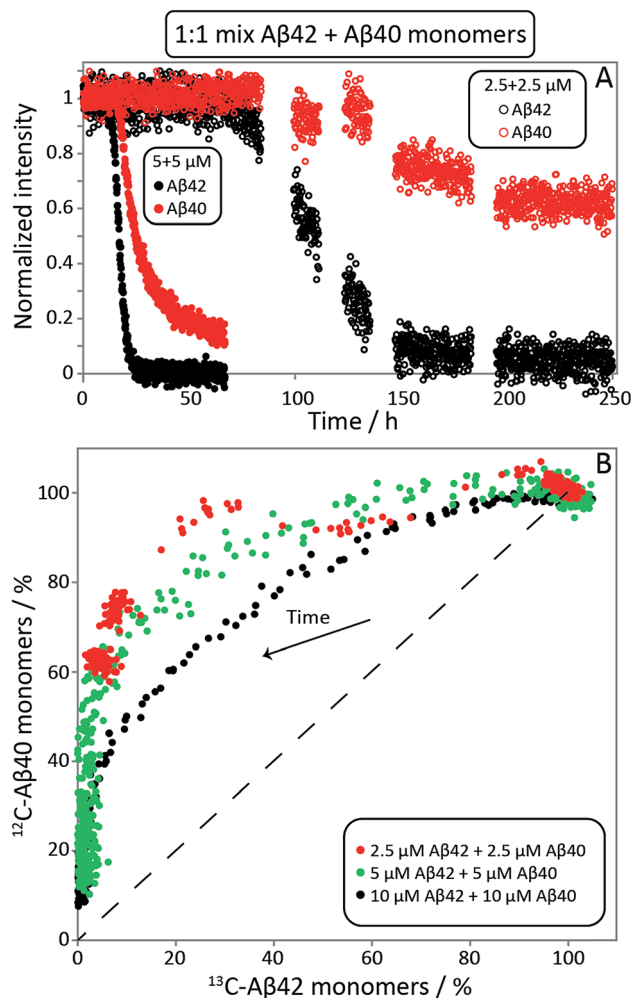 1:1 mix Aβ42 + Aβ40 monomers
A
Normalized intensity
1
0.8
0.6
0.4
0.2
0
5+5 µM
Aβ42
Aβ40
2.5+2.5 µM
Aβ42
Aβ40
0
50
100
150
200
250
Time / h
B
¹²C-Aβ40 monomers / %
100
80
60
40
20
0
Time
2.5 µM Aβ42 + 2.5 µM Aβ40
5 µM Aβ42 + 5 µM Aβ40
10 µM Aβ42 + 10 µM Aβ40
0
20
40
60
80
100
¹³C-Aβ42 monomers / %